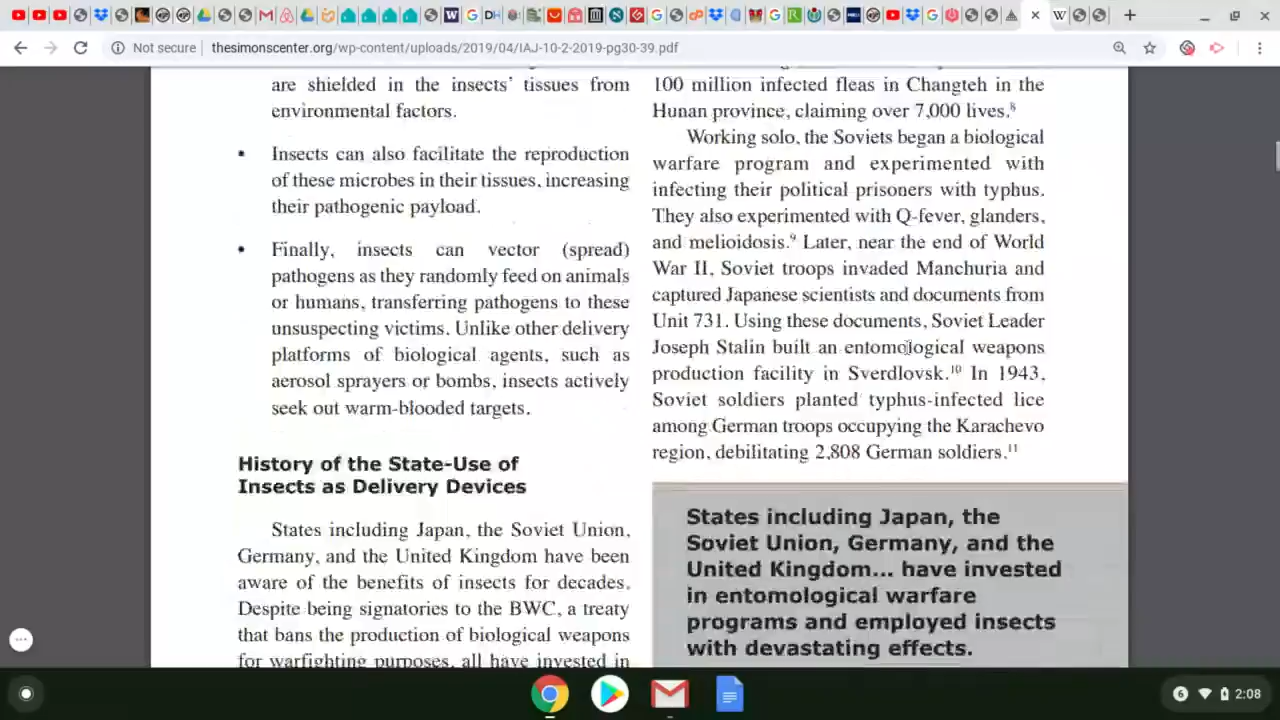 Not secure
thesimonscenter.org/wp-content/uploads/2019/04/IAJ-10-2-2019-pg30-39.pdf
are shielded in the insects' tissues from
environmental factors.
• Insects can also facilitate the reproduction
of these microbes in their tissues, increasing
their pathogenic payload.
• Finally, insects can vector (spread)
pathogens as they randomly feed on animals
or humans, transferring pathogens to these
unsuspecting victims. Unlike other delivery
platforms of biological agents, such as
aerosol sprayers or bombs, insects actively
seek out warm-blooded targets.
History of the State-Use of
Insects as Delivery Devices
States including Japan, the Soviet Union,
Germany, and the United Kingdom have been
aware of the benefits of insects for decades.
Despite being signatories to the BWC, a treaty
that bans the production of biological weapons
for warfighting purposes, all have invested in
100 million infected fleas in Changteh in the
Hunan province, claiming over 7,000 lives.⁸
Working solo, the Soviets began a biological
warfare program and experimented with
infecting their political prisoners with typhus.
They also experimented with Q-fever, glanders,
and melioidosis.⁹ Later, near the end of World
War II, Soviet troops invaded Manchuria and
captured Japanese scientists and documents from
Unit 731. Using these documents, Soviet Leader
Joseph Stalin built an entomological weapons
production facility in Sverdlovsk.¹⁰ In 1943,
Soviet soldiers planted typhus-infected lice
among German troops occupying the Karachevo
region, debilitating 2,808 German soldiers.¹¹
States including Japan, the
Soviet Union, Germany, and the
United Kingdom... have invested
in entomological warfare
programs and employed insects
with devastating effects.
6 2:08